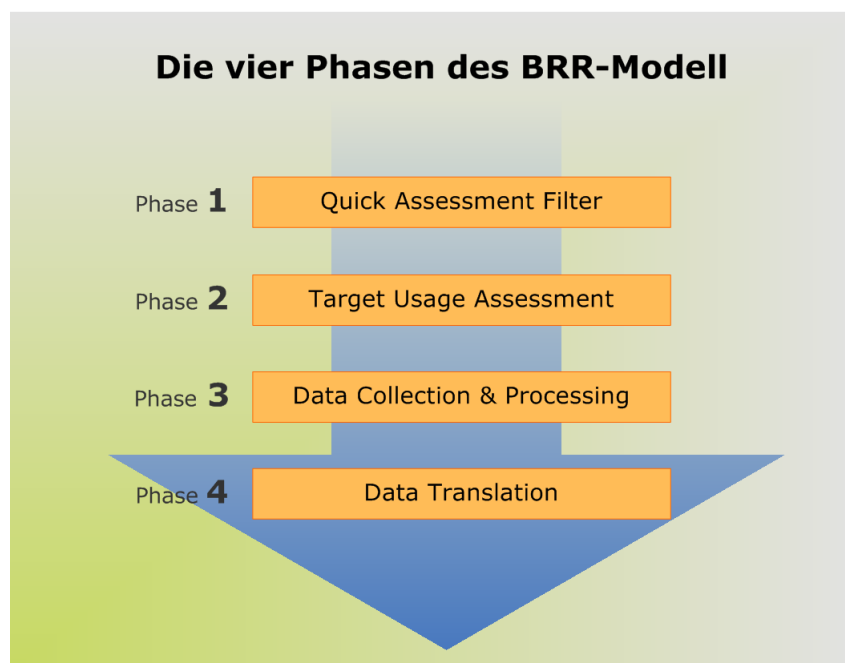 Die vier Phasen des BRR-Modell
Phase 1 Quick Assessment Filter
Phase 2 Target Usage Assessment
Phase 3 Data Collection & Processing
Phase 4 Data Translation